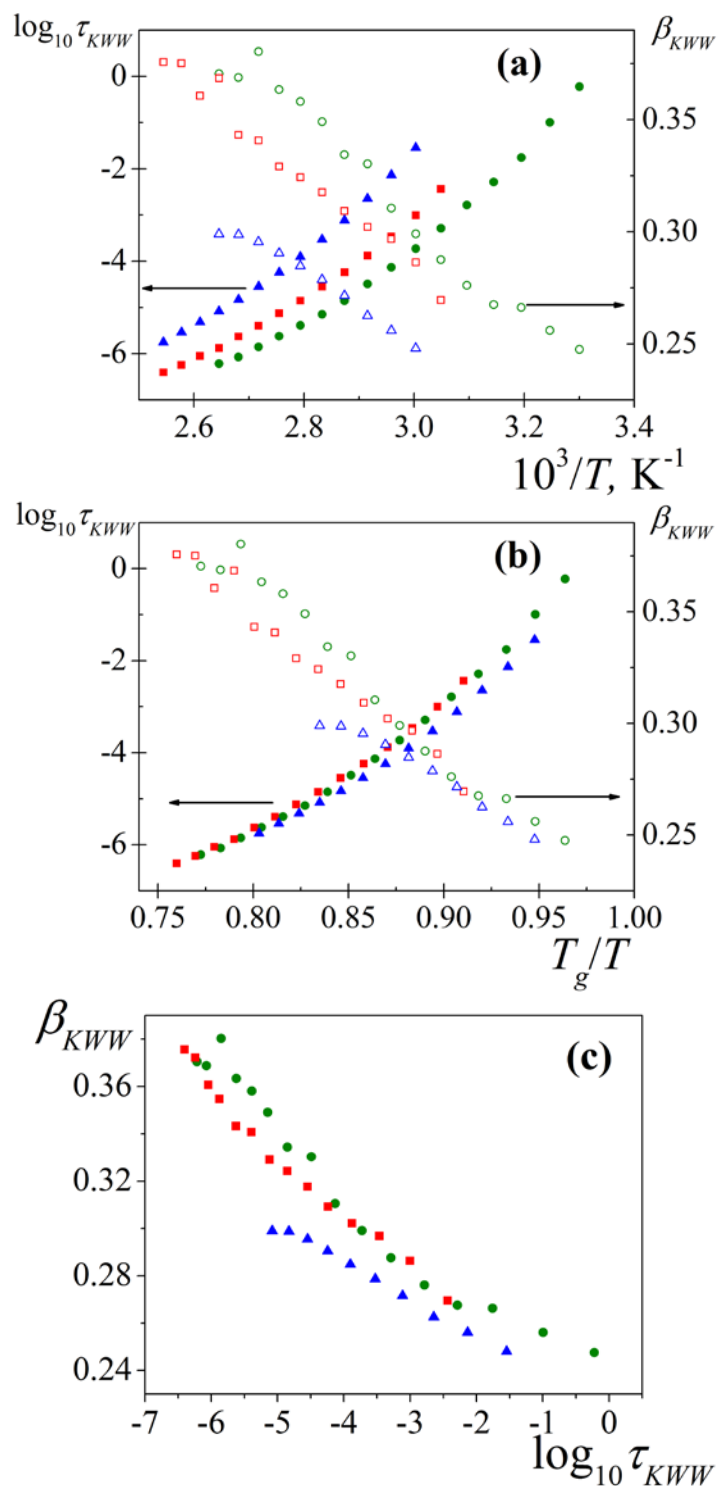 log₁₀ τKWW βKWW
(a)
0
-2
-4
-6
0.35
0.30
0.25
2.6 2.8 3.0 3.2 3.4
10³/T, K⁻¹
log₁₀ τKWW βKWW
(b)
0
-2
-4
-6
0.35
0.30
0.25
0.75 0.80 0.85 0.90 0.95 1.00
Tg/T
βKWW
(c)
0.36
0.32
0.28
0.24
-7 -6 -5 -4 -3 -2 -1 0
log₁₀ τKWW